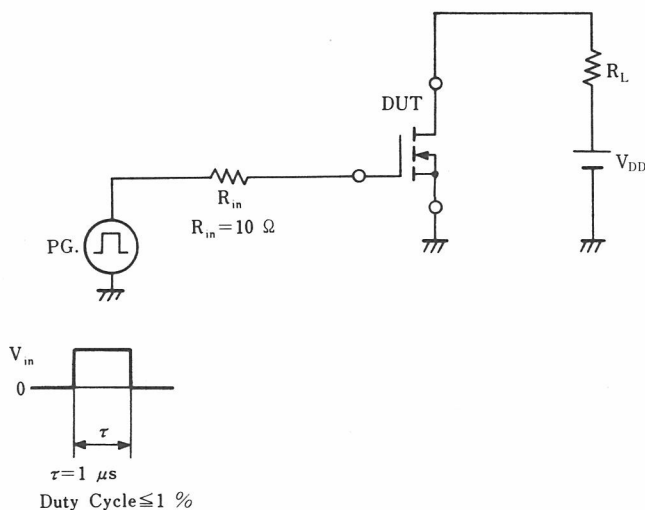 DUT
R_L
V_DD
R_in
R_in=10 Ω
PG.
V_in
0
τ
τ=1 μs
Duty Cycle≦1 %